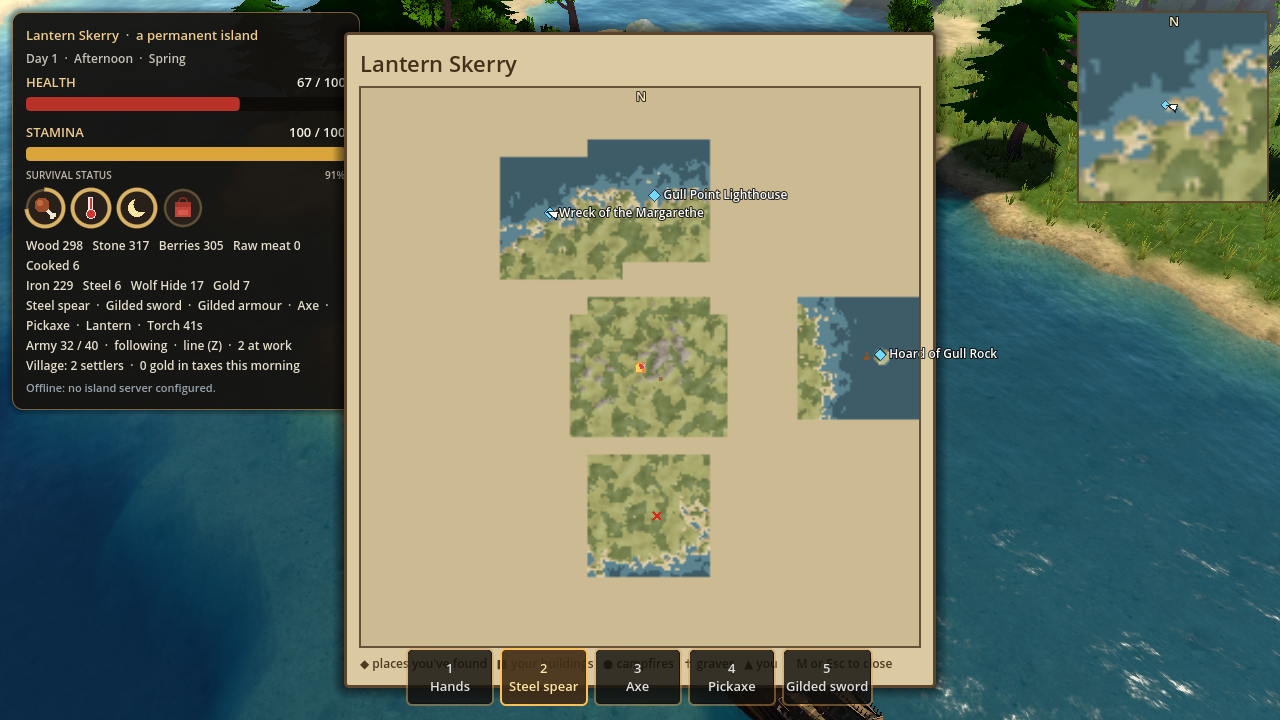 Lantern Skerry · a permanent island
Day 1 · Afternoon · Spring
HEALTH 67 / 100
STAMINA 100 / 100
SURVIVAL STATUS 91%
Wood 298 Stone 317 Berries 305 Raw meat 0
Cooked 6
Iron 229 Steel 6 Wolf Hide 17 Gold 7
Steel spear · Gilded sword · Gilded armour · Axe ·
Pickaxe · Lantern · Torch 41s
Army 32 / 40 · following · line (Z) · 2 at work
Village: 2 settlers · 0 gold in taxes this morning
Offline: no island server configured.
Lantern Skerry
N
Gull Point Lighthouse
Wreck of the Margarethe
Hoard of Gull Rock
◆ places you've found ■ your buildings ● campfires † graves ▲ you M or Esc to close
1 Hands
2 Steel spear
3 Axe
4 Pickaxe
5 Gilded sword
N